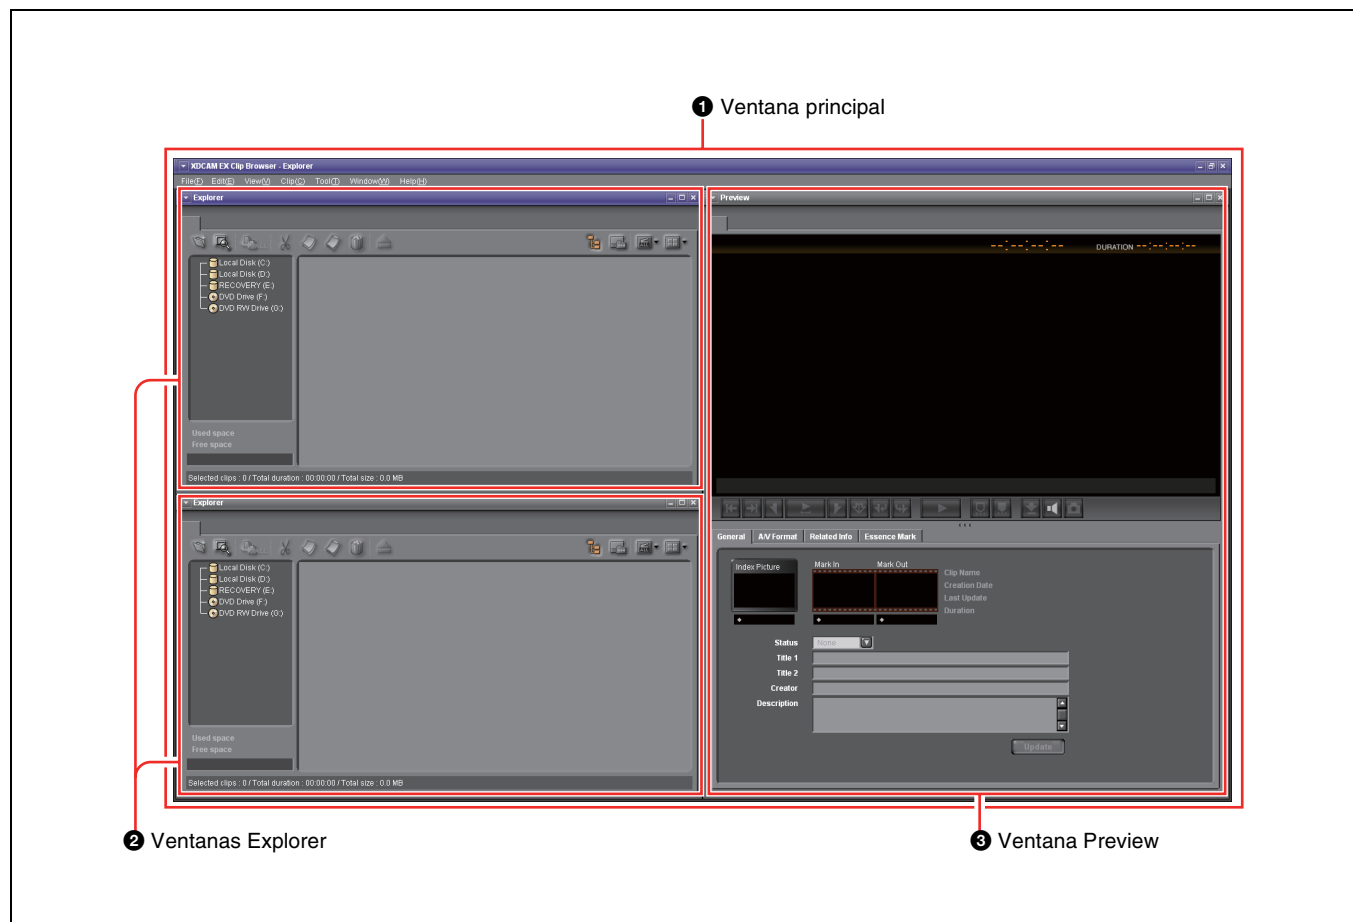 1 Ventana principal
XDCAM EX Clip Browser - Explorer
File(F) Edit(E) View(V) Clip(C) Tool(T) Window(W) Help(H)
Explorer
Local Disk (C:)
Local Disk (D:)
RECOVERY (E:)
DVD Drive (F:)
DVD RW Drive (G:)
Used space
Free space
Selected clips : 0 / Total duration : 00:00:00 / Total size : 0.0 MB
Explorer
Local Disk (C:)
Local Disk (D:)
RECOVERY (E:)
DVD Drive (F:)
DVD RW Drive (G:)
Used space
Free space
Selected clips : 0 / Total duration : 00:00:00 / Total size : 0.0 MB
Preview
--:--:--:-- DURATION --:--:--:--
General A/V Format Related Info Essence Mark
Index Picture Mark In Mark Out
Clip Name
Creation Date
Last Update
Duration
Status None
Title 1
Title 2
Creator
Description
Update
2 Ventanas Explorer
3 Ventana Preview